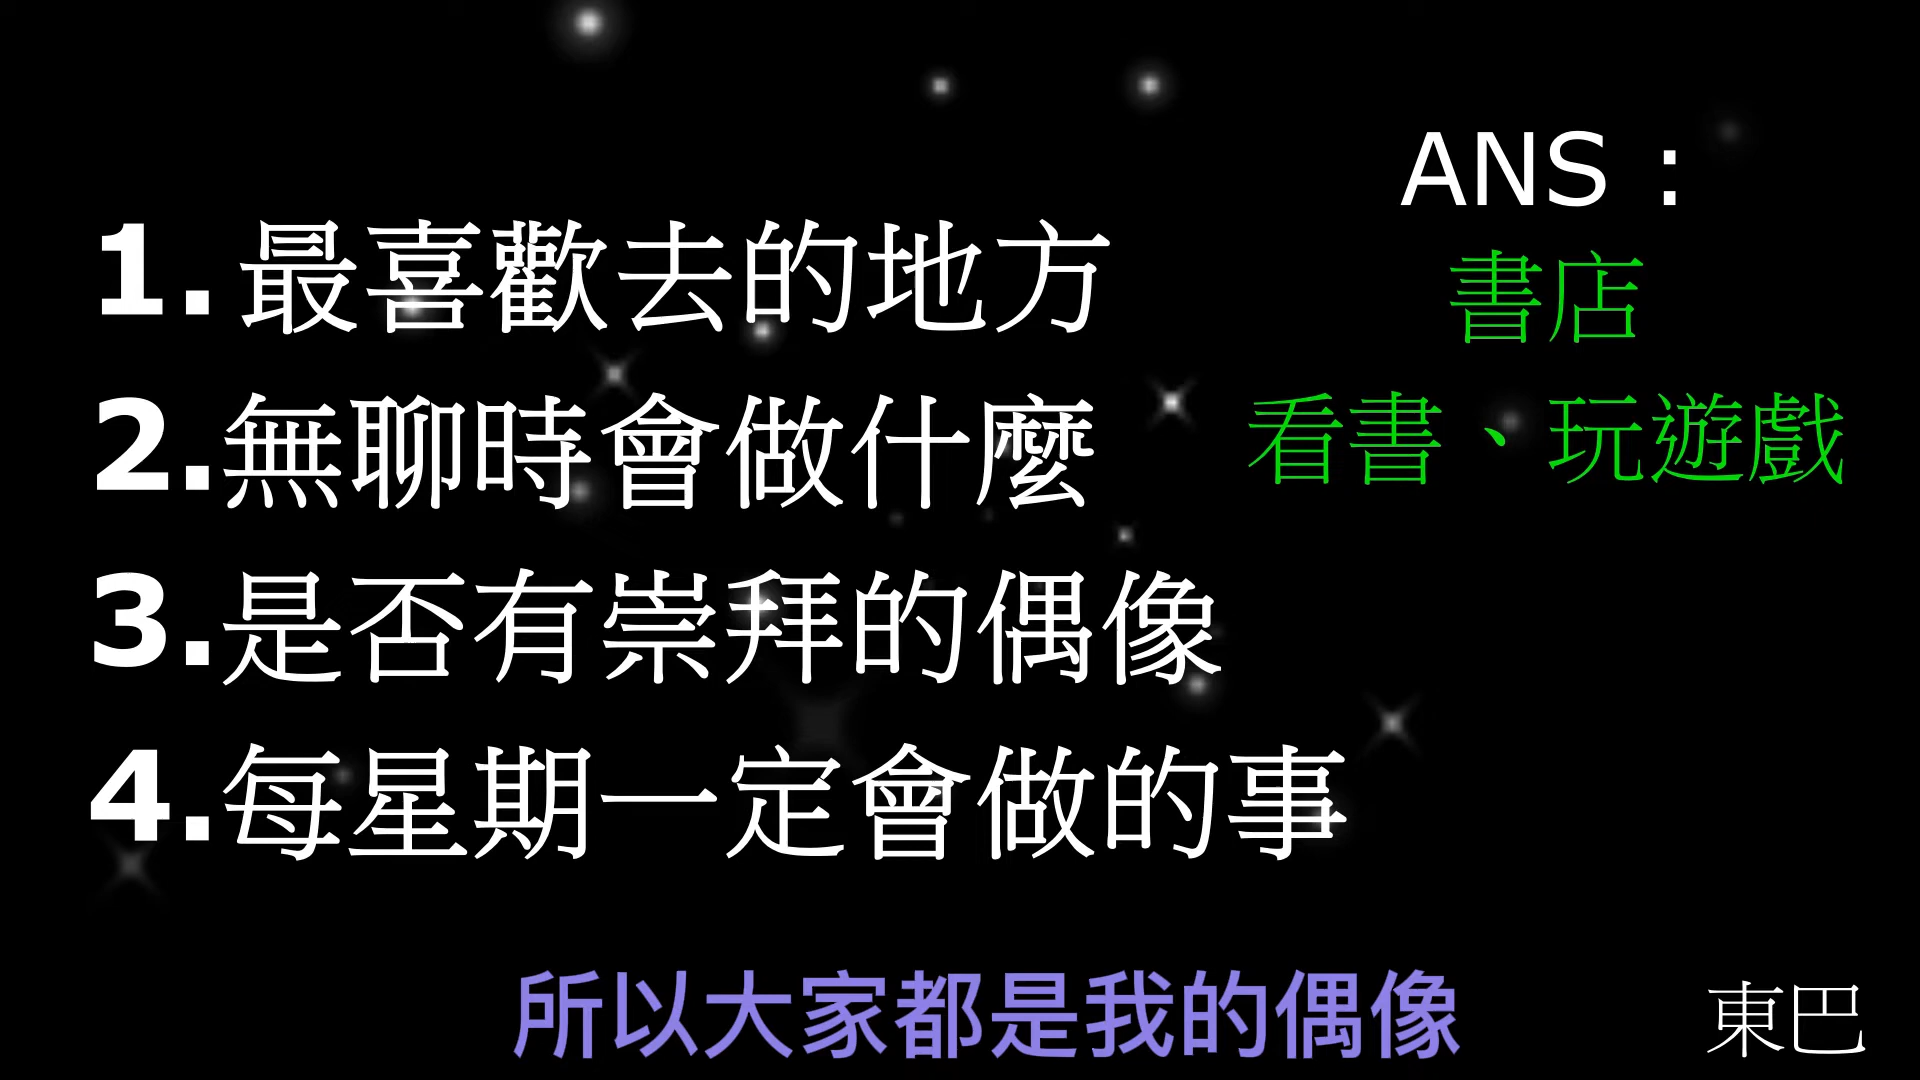 ANS：
1. 最喜歡去的地方
書店
2.無聊時會做什麼
看書、玩遊戲
3.是否有崇拜的偶像
4.每星期一定會做的事
所以大家都是我的偶像
東巴